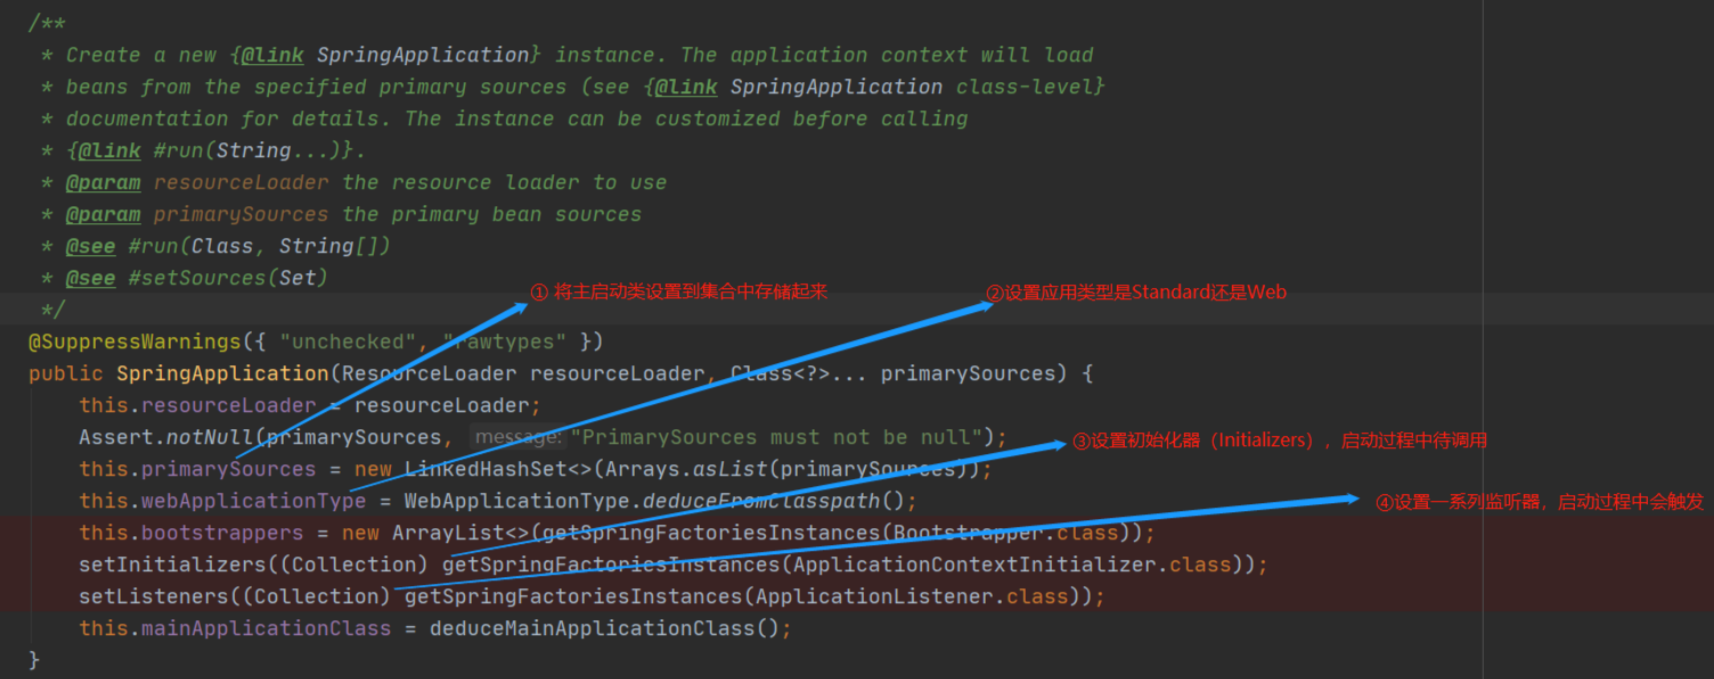 /**
* Create a new {@link SpringApplication} instance. The application context will load
* beans from the specified primary sources (see {@link SpringApplication class-level}
* documentation for details. The instance can be customized before calling
* {@link #run(String...)}.
* @param resourceLoader the resource loader to use
* @param primarySources the primary bean sources
* @see #run(Class, String[])
* @see #setSources(Set)
① 将主启动类设置到集合中存储起来
②设置应用类型是Standard还是Web
*/
@SuppressWarnings({ "unchecked", "rawtypes" })
public SpringApplication(ResourceLoader resourceLoader, Class<?>... primarySources) {
this.resourceLoader = resourceLoader;
Assert.notNull(primarySources, message: "PrimarySources must not be null");
③设置初始化器（Initializers），启动过程中待调用
this.primarySources = new LinkedHashSet<>(Arrays.asList(primarySources));
this.webApplicationType = WebApplicationType.deduceFromClasspath();
④设置一系列监听器，启动过程中会触发
this.bootstrappers = new ArrayList<>(getSpringFactoriesInstances(Bootstrapper.class));
setInitializers((Collection) getSpringFactoriesInstances(ApplicationContextInitializer.class));
setListeners((Collection) getSpringFactoriesInstances(ApplicationListener.class));
this.mainApplicationClass = deduceMainApplicationClass();
}